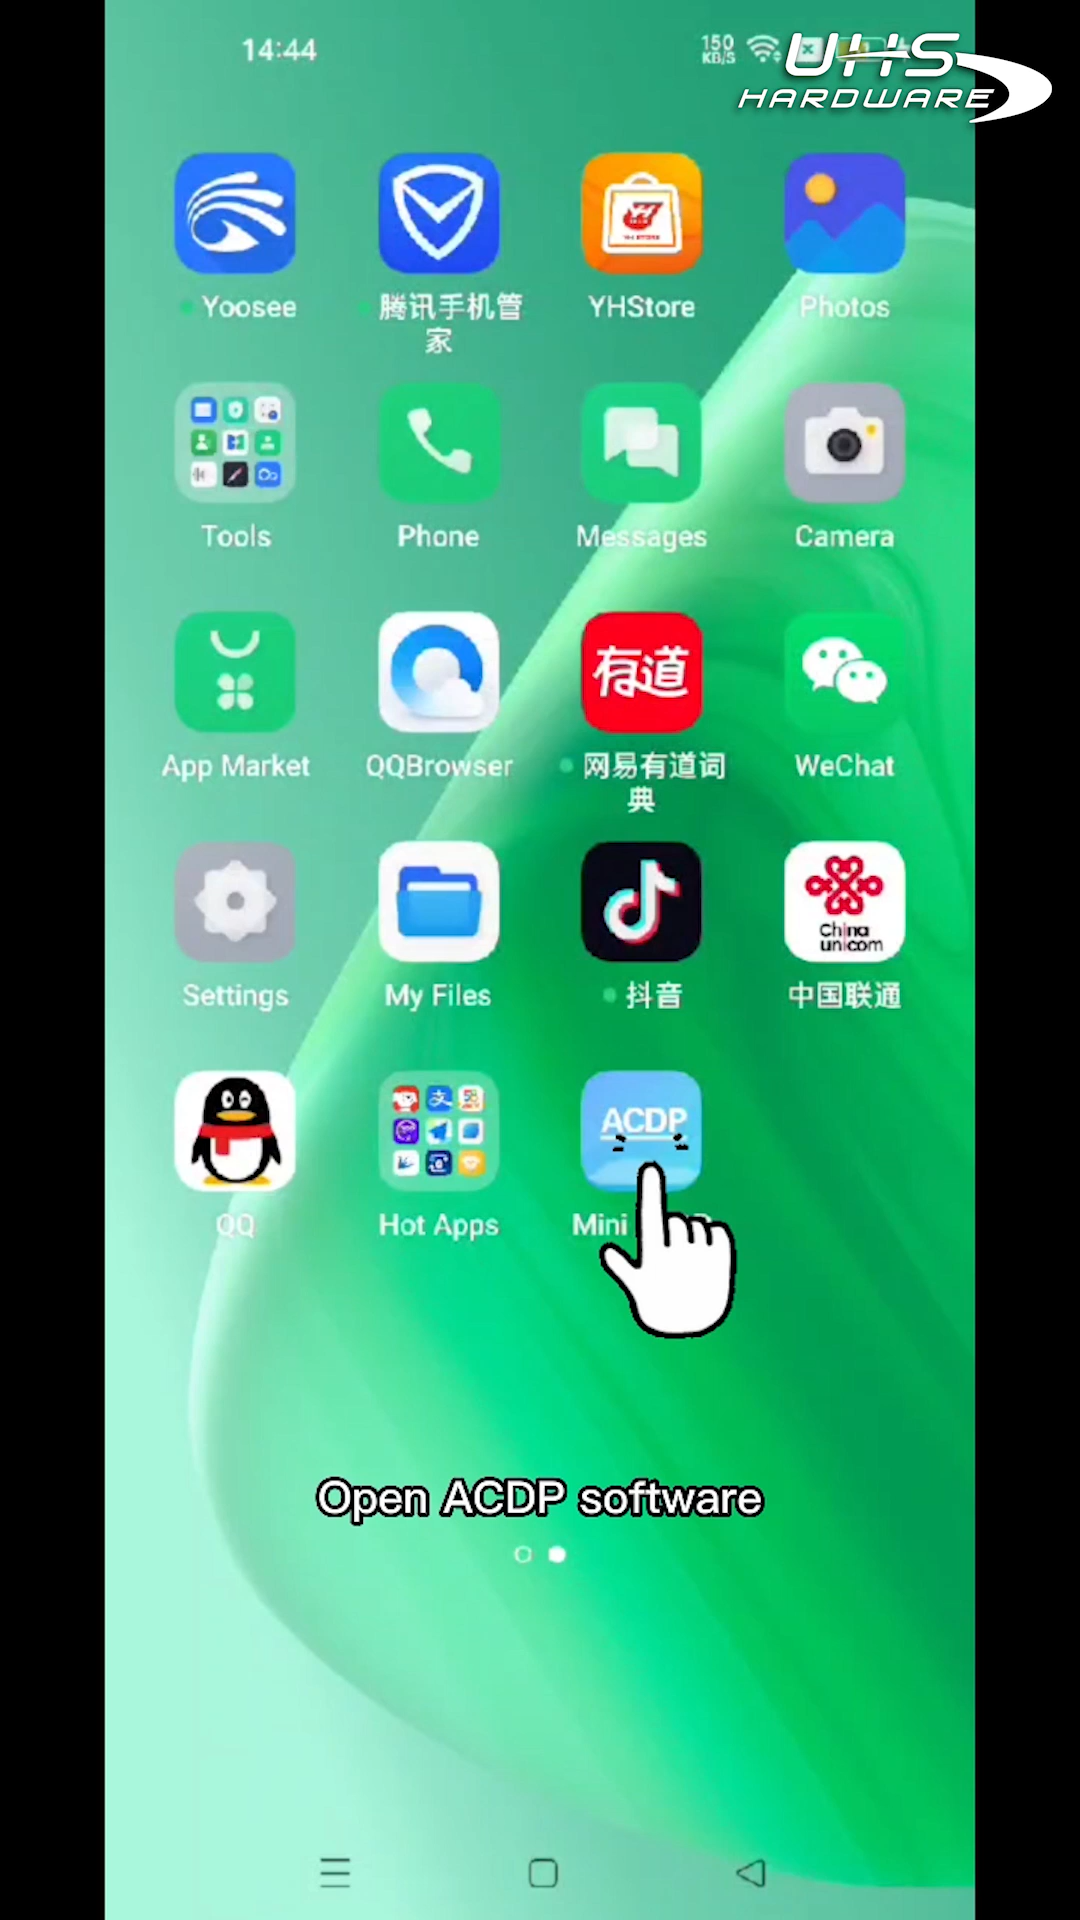 14:44
150
KB/S
UHS
HARDWARE
YH STORE
Yoosee
腾讯手机管
家
YHStore
Photos
Tools
Phone
Messages
Camera
有道
App Market
QQBrowser
网易有道词
典
WeChat
China
unicom
Settings
My Files
抖音
中国联通
ACDP
QQ
Hot Apps
Mini
Open ACDP software